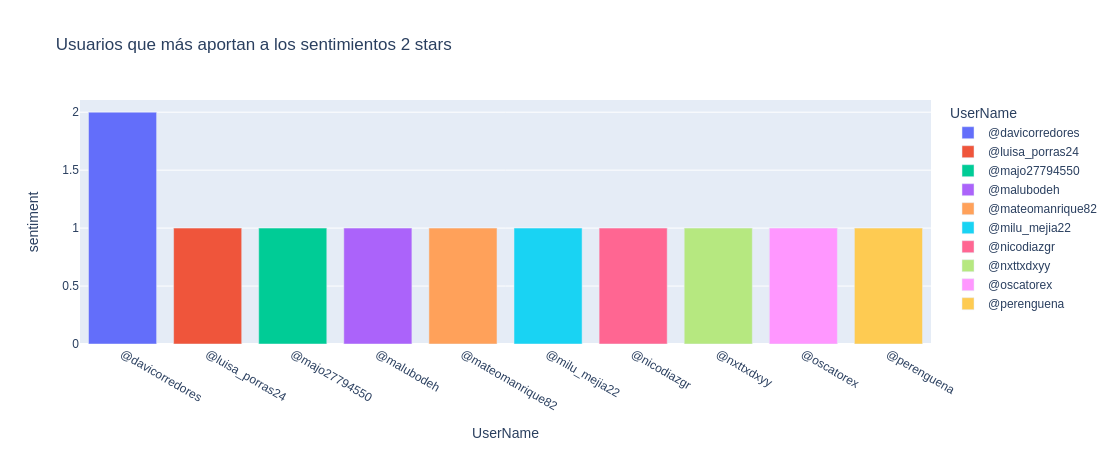 Usuarios que más aportan a los sentimientos 2 stars
sentiment
2
1.5
1
0.5
0
@davicorredores
@luisa_porras24
@majo27794550
@malubodeh
@mateomanrique82
@milu_mejia22
@nicodiazgr
@nxttxdxyy
@oscatorex
@perenguena
UserName
UserName
@davicorredores
@luisa_porras24
@majo27794550
@malubodeh
@mateomanrique82
@milu_mejia22
@nicodiazgr
@nxttxdxyy
@oscatorex
@perenguena